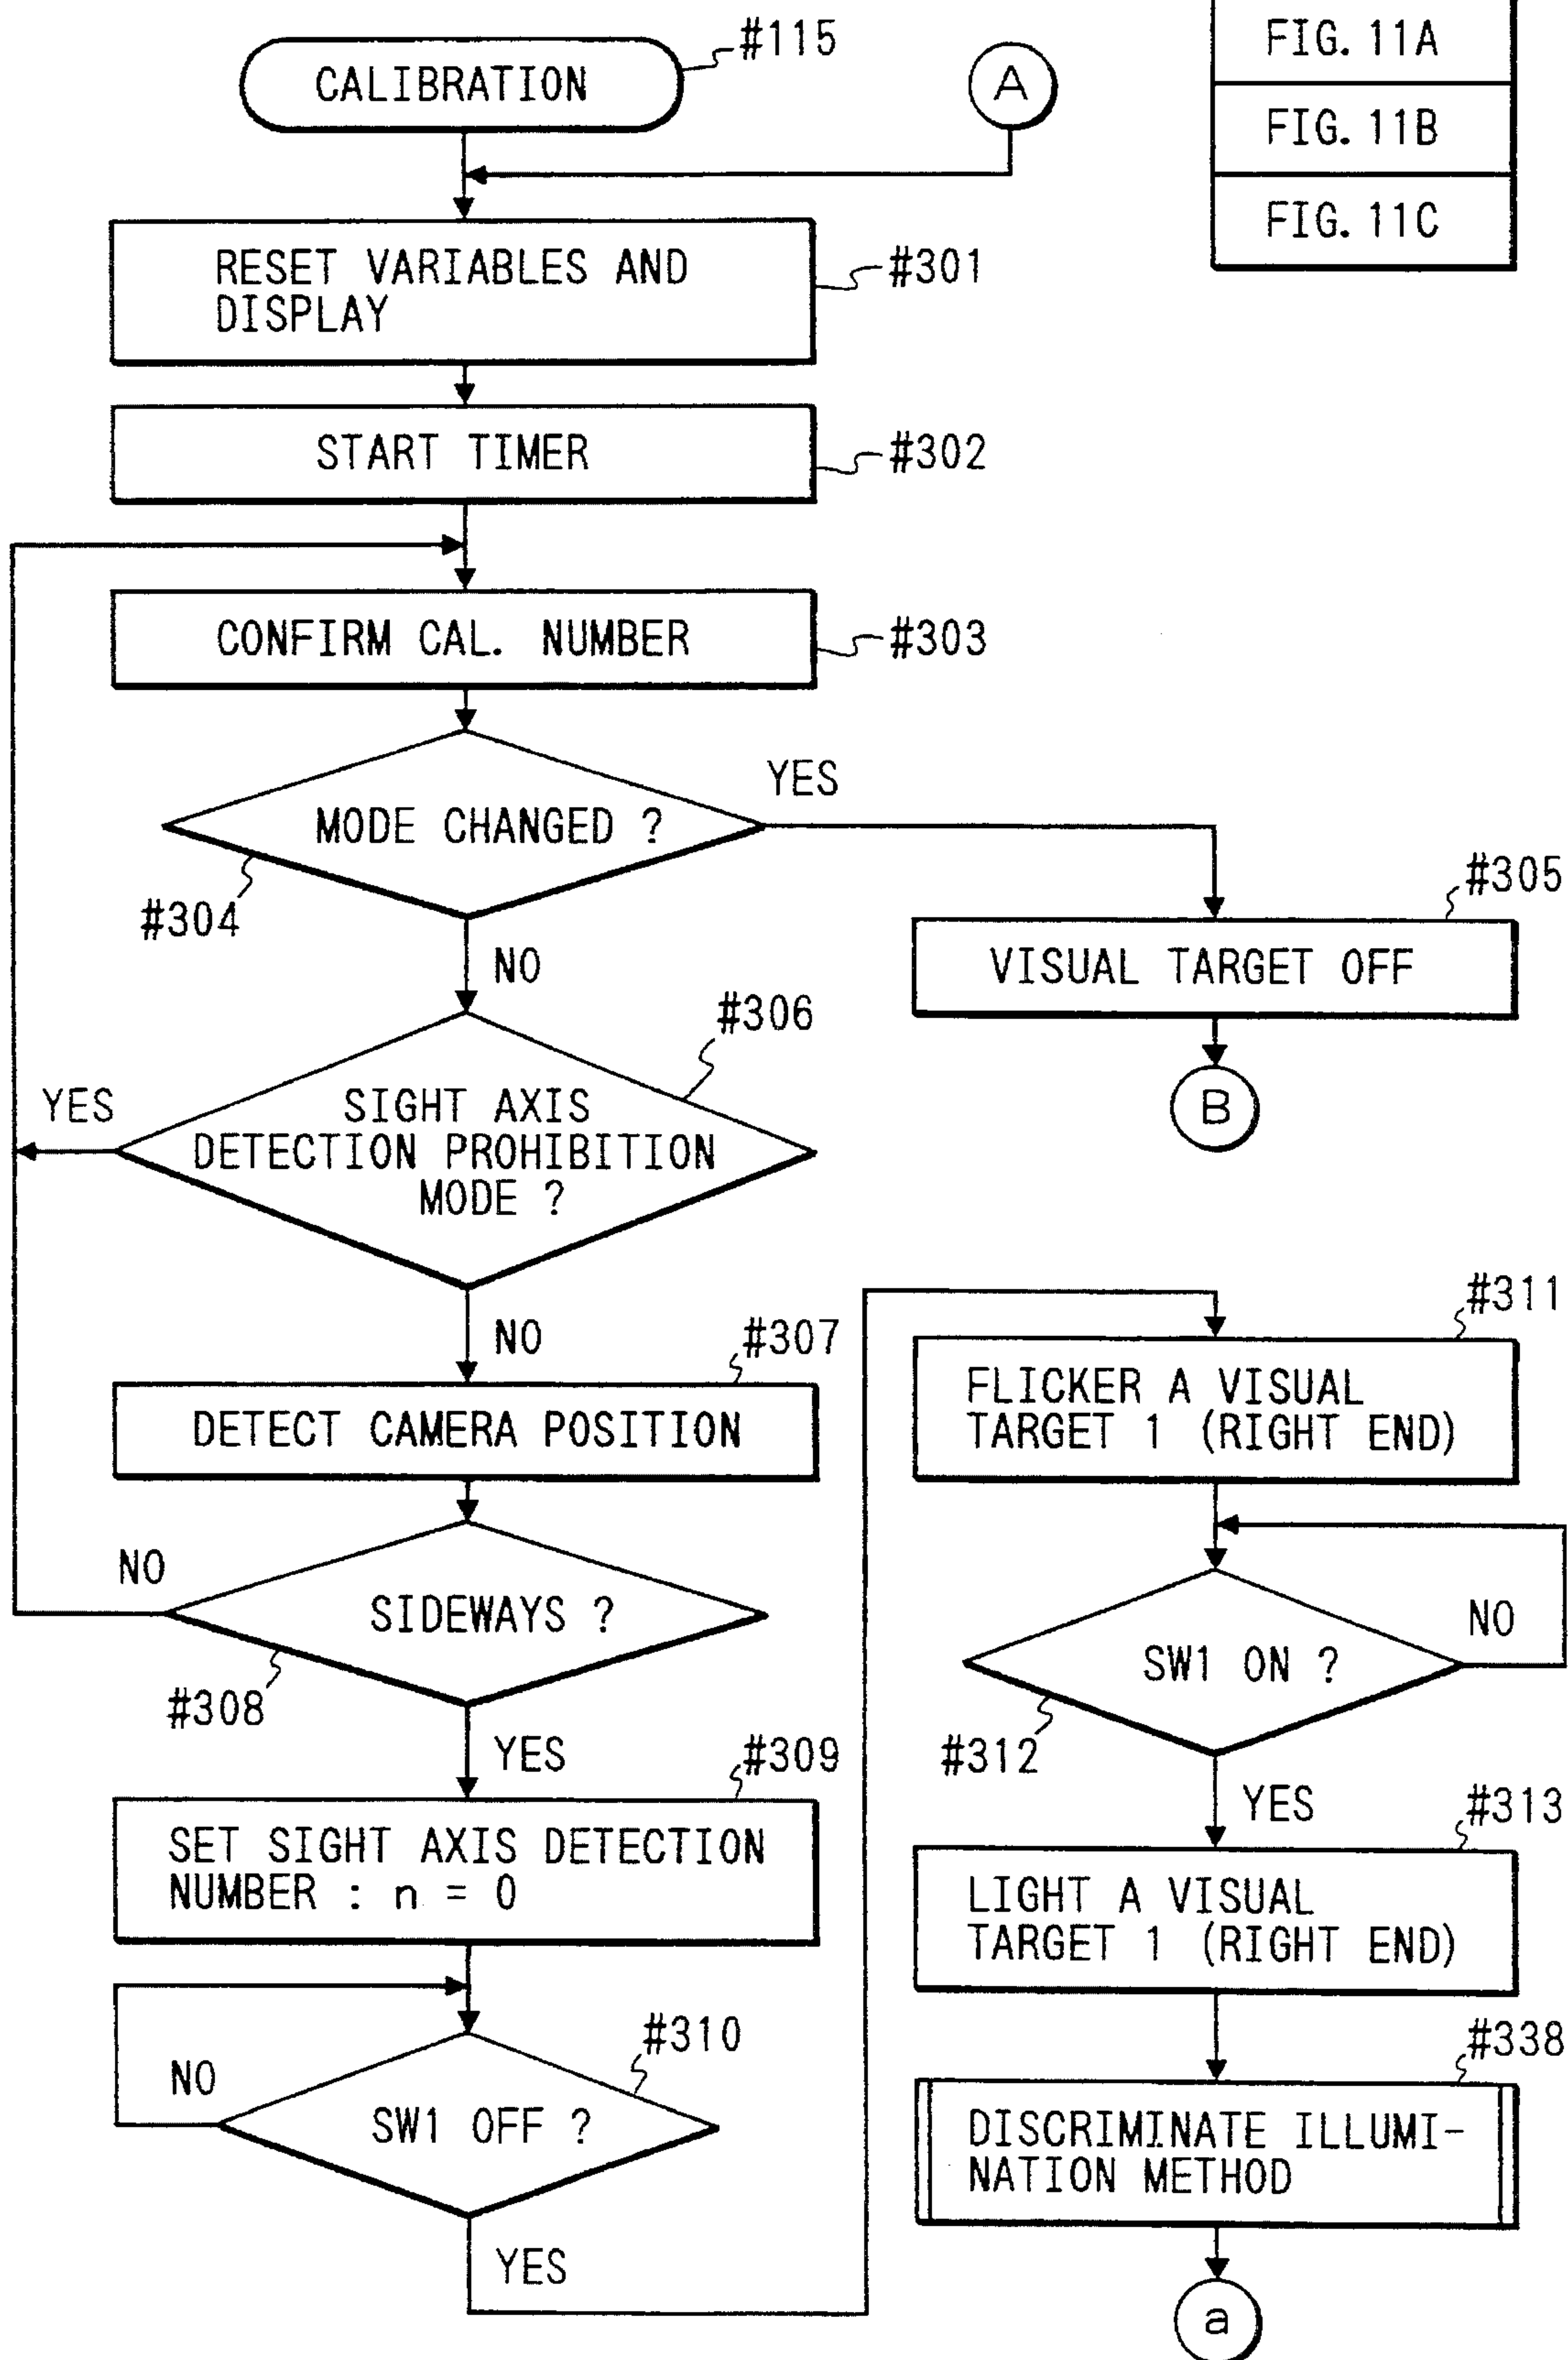 CALIBRATION
#115
A
FIG. 11A
FIG. 11B
FIG. 11C
RESET VARIABLES AND
DISPLAY
#301
START TIMER
#302
CONFIRM CAL. NUMBER
#303
MODE CHANGED ?
YES
#304
NO
#305
VISUAL TARGET OFF
B
#306
YES
SIGHT AXIS
DETECTION PROHIBITION
MODE ?
NO
#307
DETECT CAMERA POSITION
NO
SIDEWAYS ?
#308
YES
#309
SET SIGHT AXIS DETECTION
NUMBER : n = 0
#310
NO
SW1 OFF ?
YES
#311
FLICKER A VISUAL
TARGET 1 (RIGHT END)
NO
SW1 ON ?
#312
YES
#313
LIGHT A VISUAL
TARGET 1 (RIGHT END)
#338
DISCRIMINATE ILLUMI-
NATION METHOD
a